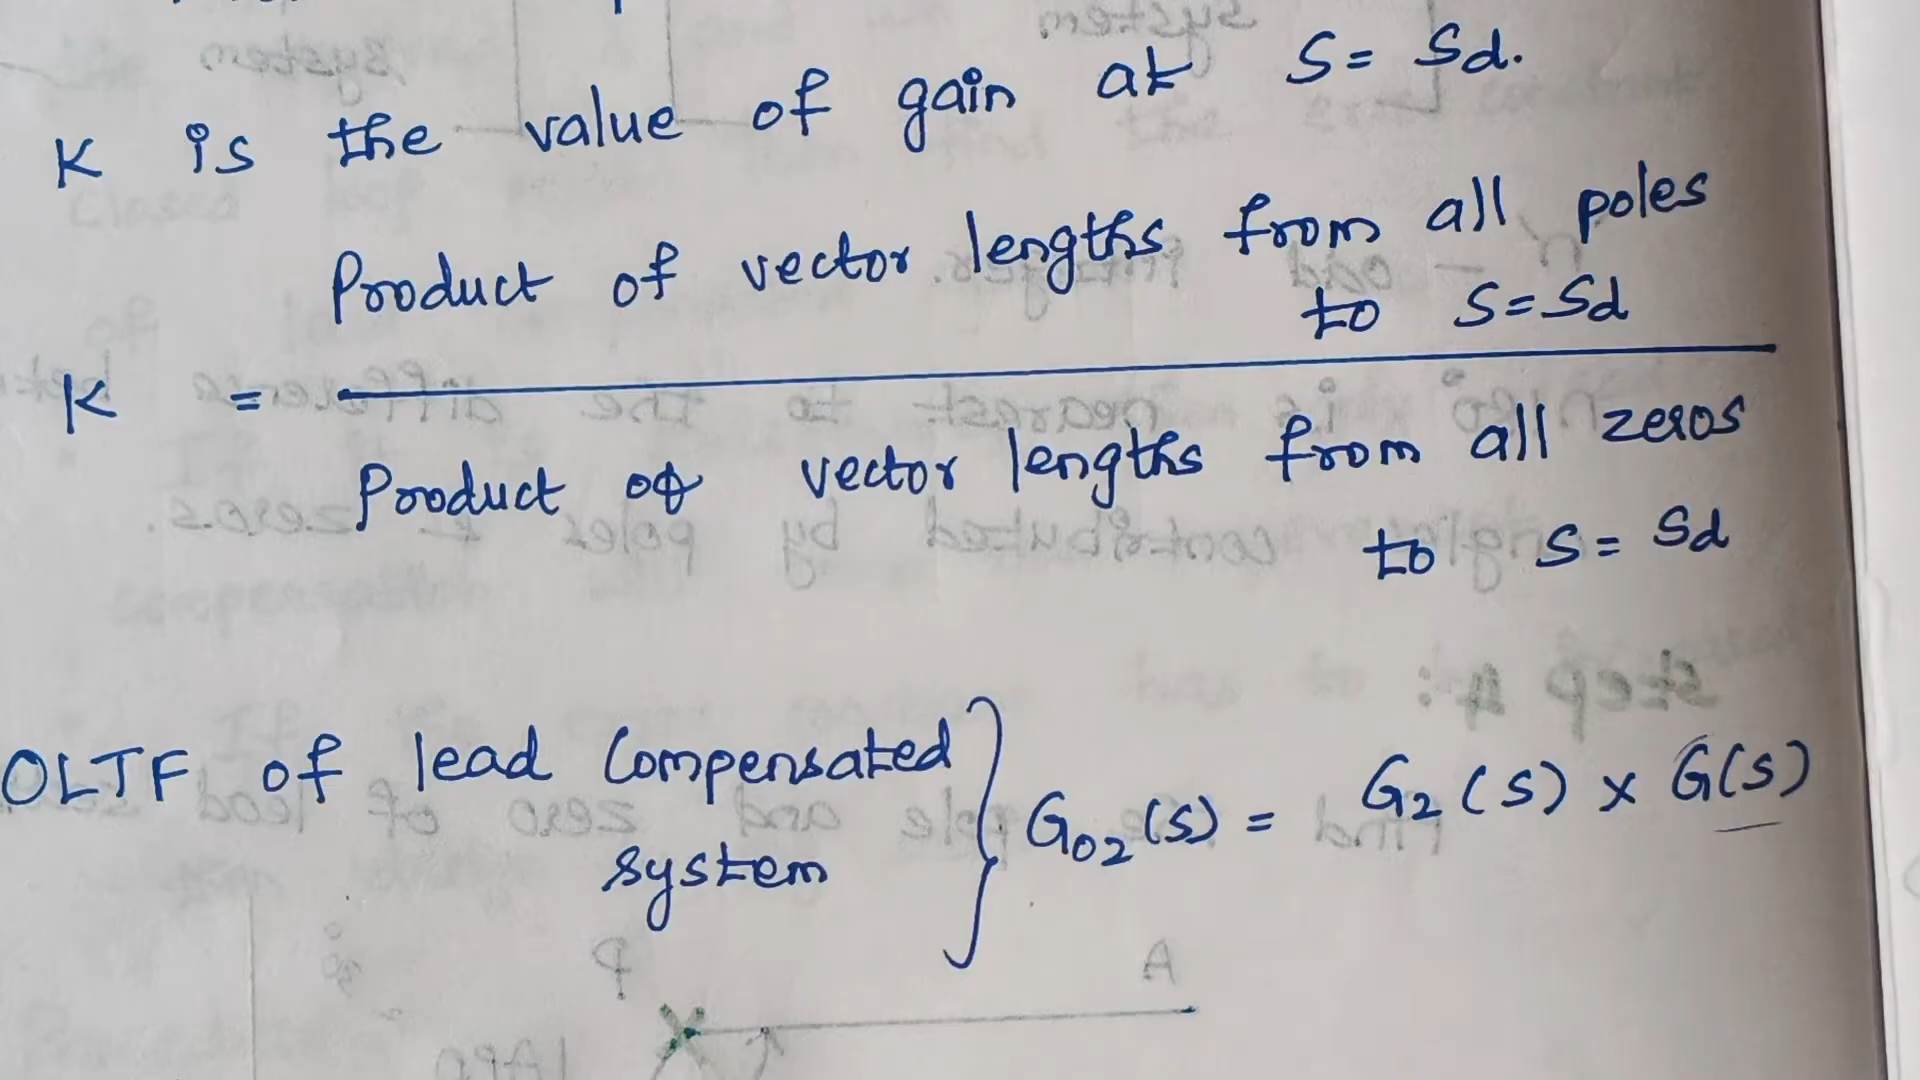 K is the value of gain at S = Sd.
Product of vector lengths from all poles
to S = Sd
K =
Product of vector lengths from all zeros
to S = Sd
OLTF of lead Compensated
system } G02(S) = G2(S) x G(S)
P A